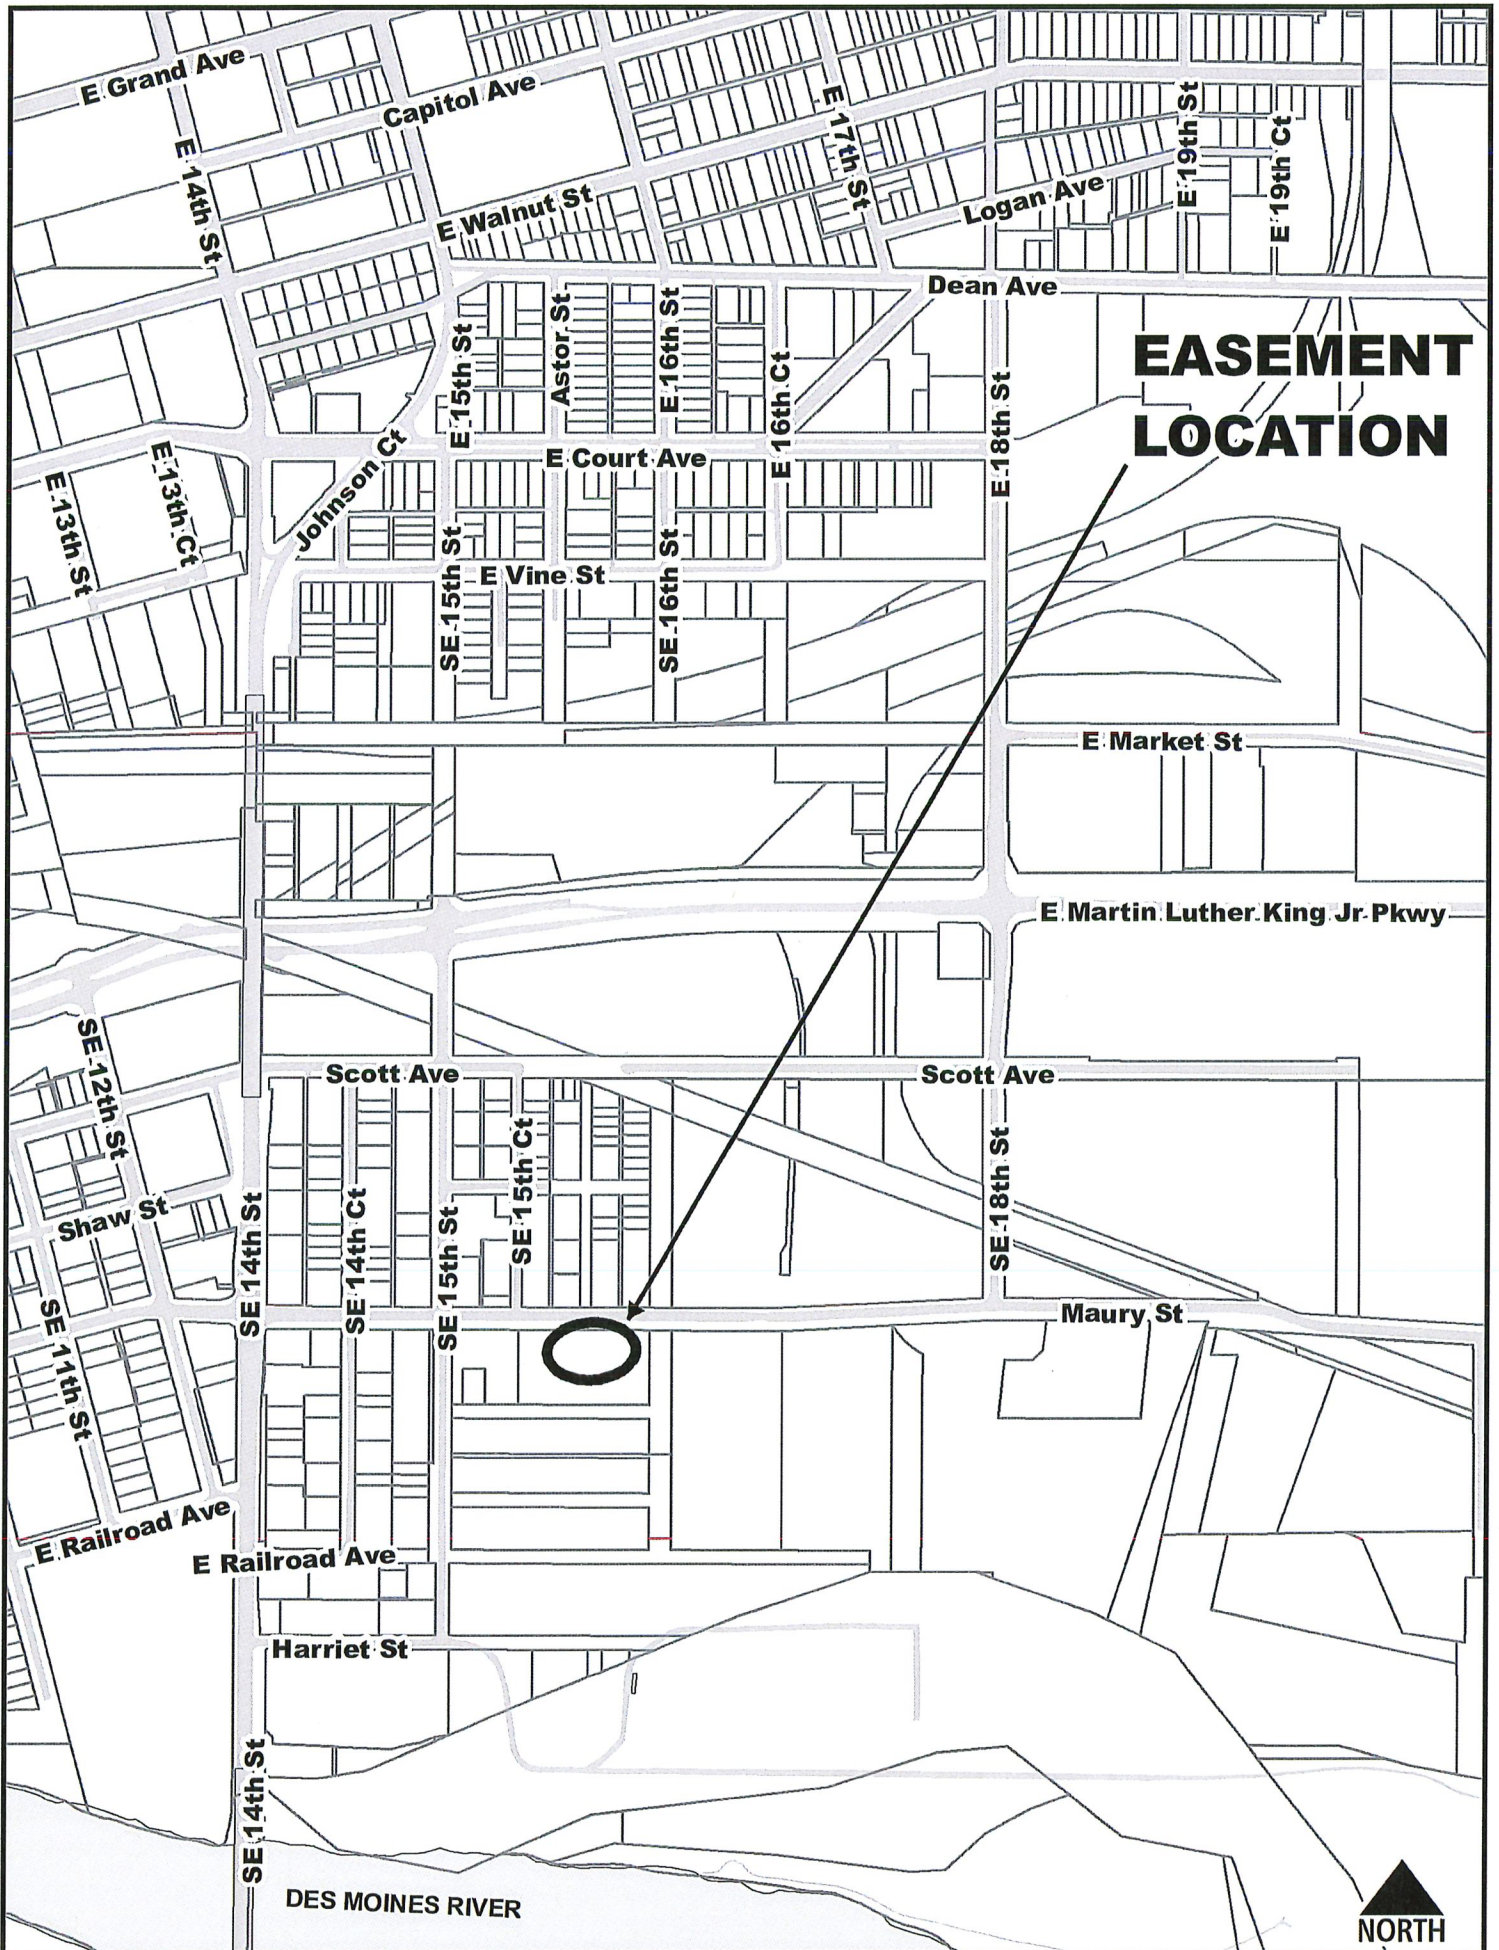 E Grand Ave
Capitol Ave
E 14th St
E 17th St
E 19th St
E 19th Ct
E Walnut St
Logan Ave
Dean Ave
EASEMENT
LOCATION
E 15th St
Astor St
E 16th St
E 16th Ct
E 18th St
E Court Ave
Johnson Ct
E 13th St
E 13th Ct
SE 15th St
E Vine St
SE 16th St
E Market St
E Martin Luther King Jr Pkwy
SE 12th St
Scott Ave
Scott Ave
SE 15th Ct
SE 18th St
Shaw St
SE 14th St
SE 14th Ct
SE 15th St
Maury St
SE 11th St
E Railroad Ave
E Railroad Ave
Harriet St
SE 14th St
DES MOINES RIVER
NORTH